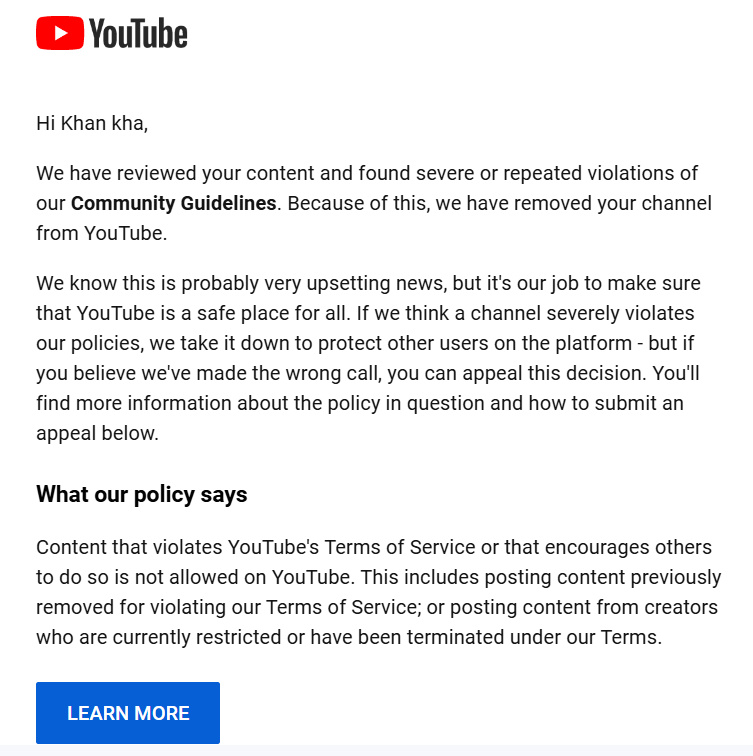 YouTube
Hi Khan kha,
We have reviewed your content and found severe or repeated violations of
our Community Guidelines. Because of this, we have removed your channel
from YouTube.
We know this is probably very upsetting news, but it's our job to make sure
that YouTube is a safe place for all. If we think a channel severely violates
our policies, we take it down to protect other users on the platform - but if
you believe we've made the wrong call, you can appeal this decision. You'll
find more information about the policy in question and how to submit an
appeal below.
What our policy says
Content that violates YouTube's Terms of Service or that encourages others
to do so is not allowed on YouTube. This includes posting content previously
removed for violating our Terms of Service; or posting content from creators
who are currently restricted or have been terminated under our Terms.
LEARN MORE